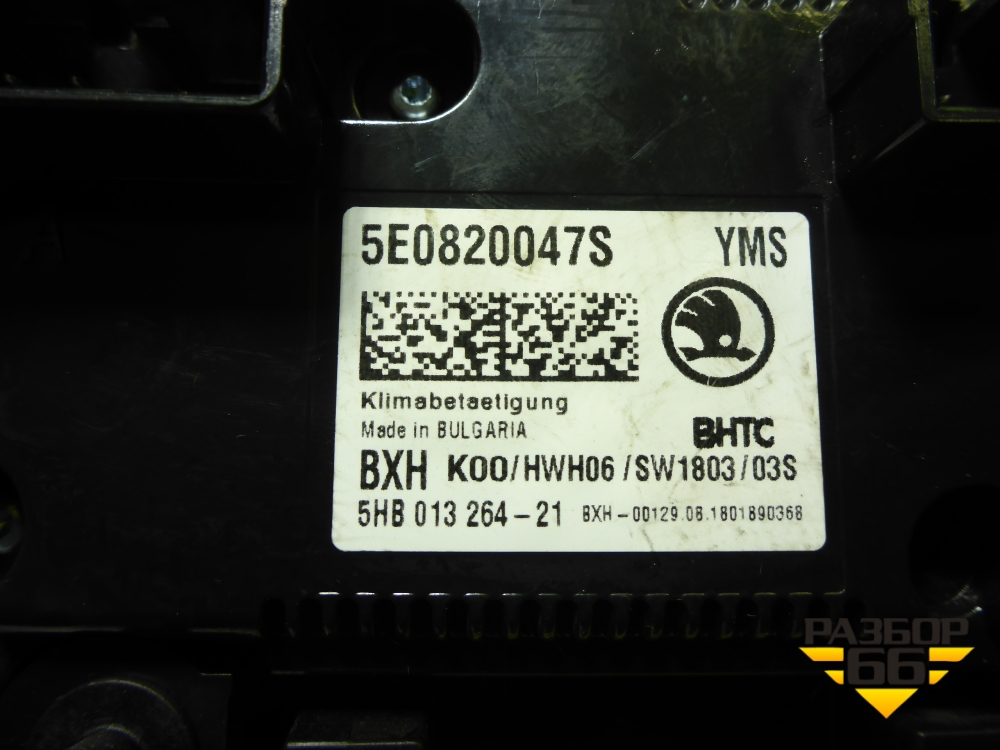 5E0820047S YMS
Klimabetaetigung
Made in BULGARIA
BHTC
BXH K00/HWH06/SW1803/03S
5HB 013 264-21 BXH-00129.08.1801890368
РАЗБОР
66